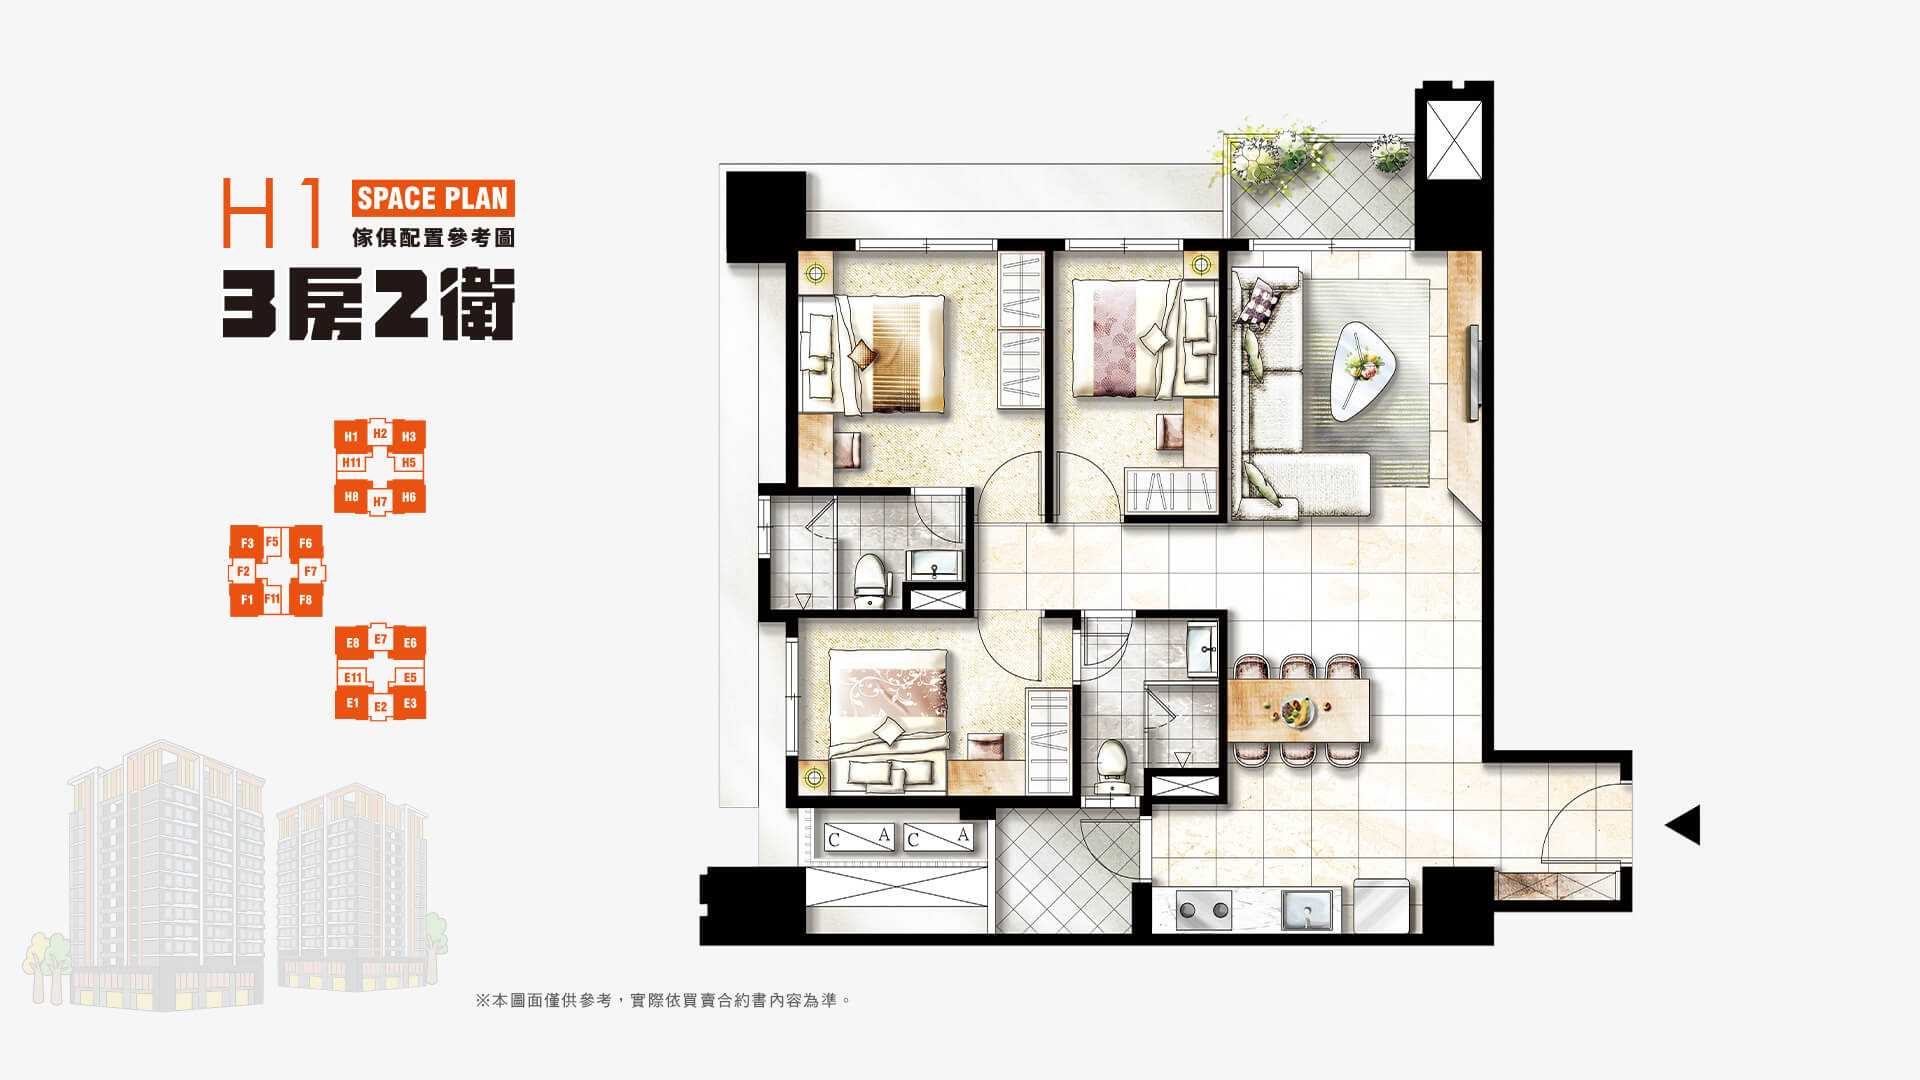 H1
SPACE PLAN
傢俱配置參考圖
3房2衛
H1 H2 H3
H11 H5
H8 H7 H6
F3 F5 F6
F2 F7
F1 F11 F8
E8 E7 E6
E11 E5
E1 E2 E3
C A C A
※本圖面僅供參考，實際依買賣合約書內容為準。